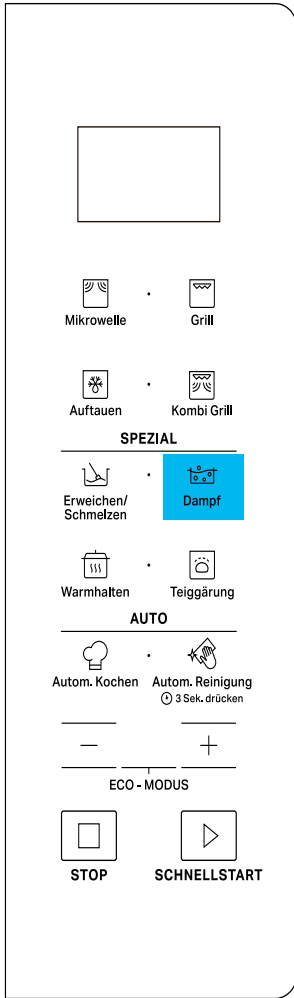 Mikrowelle
Grill
Auftauen
Kombi Grill
SPEZIAL
Erweichen/
Schmelzen
Dampf
Warmhalten
Teiggärung
AUTO
Autom. Kochen
Autom. Reinigung
3 Sek. drücken
— +
ECO - MODUS
STOP
SCHNELLSTART